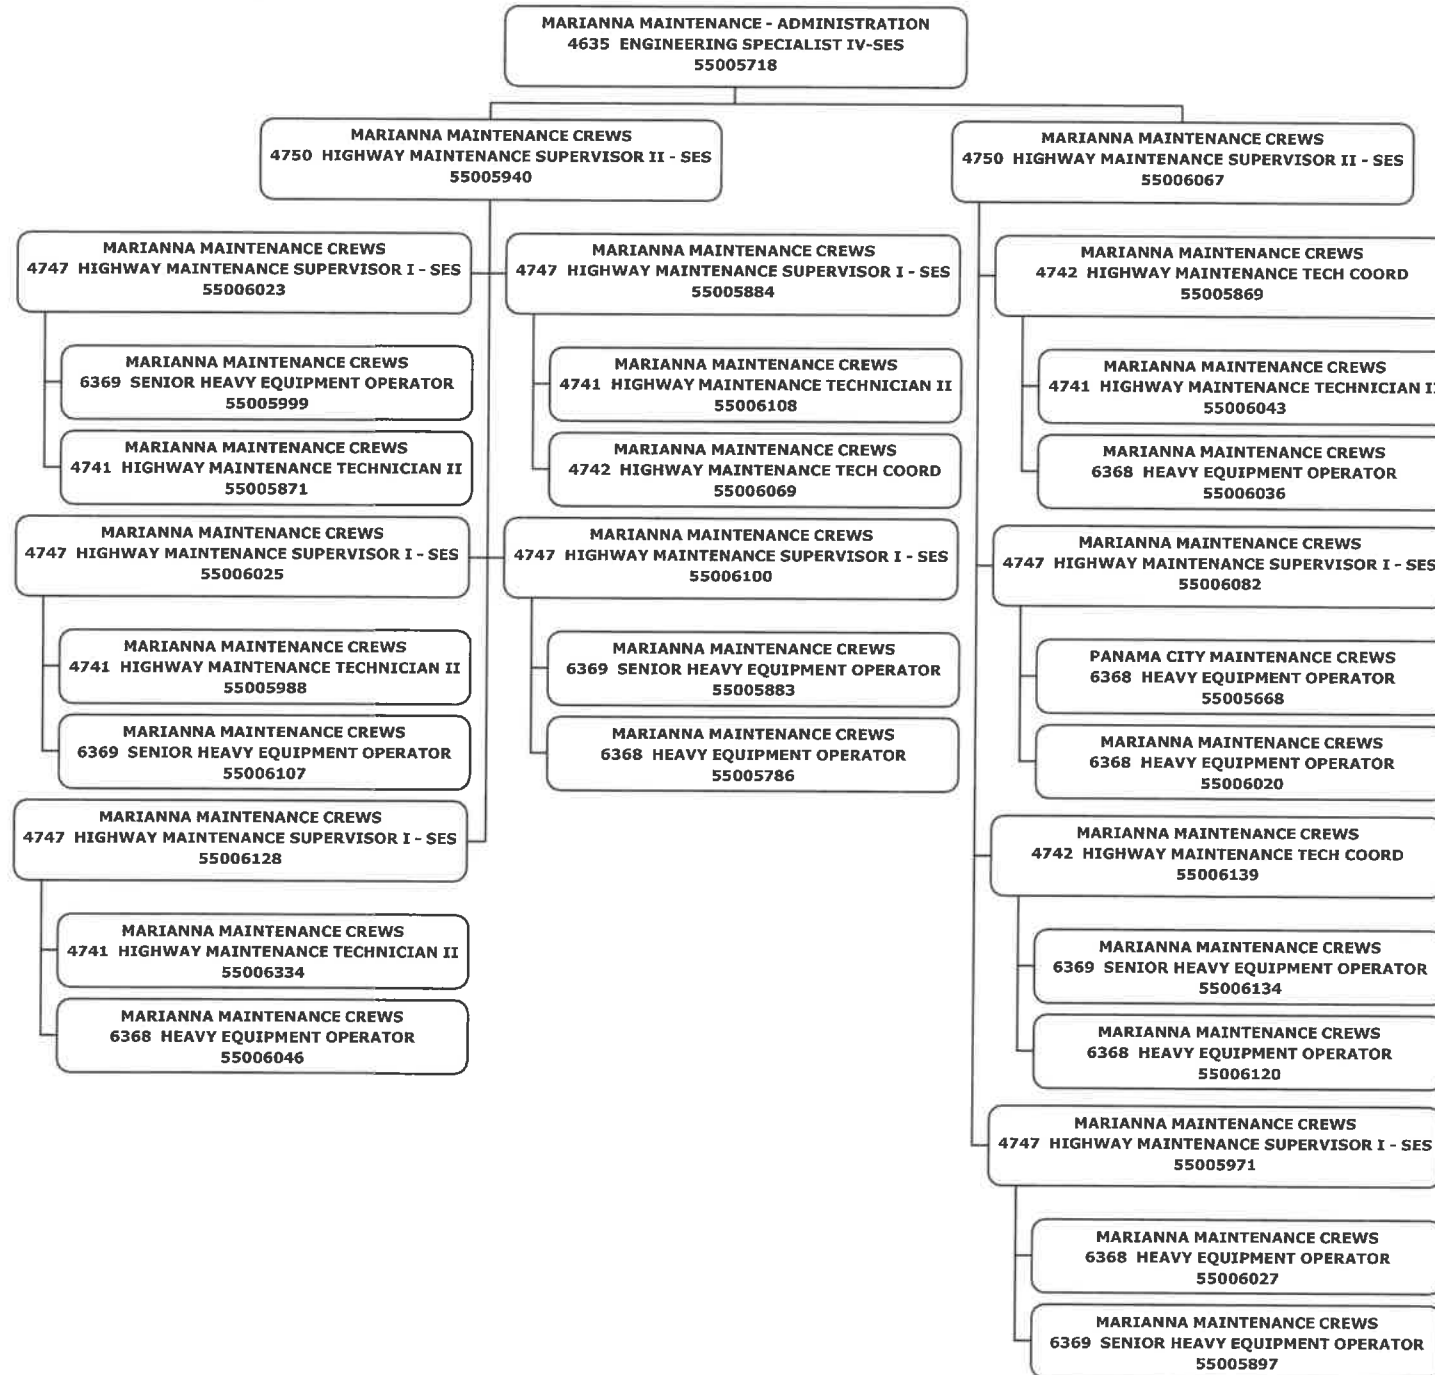 MARIANNA MAINTENANCE - ADMINISTRATION
4635 ENGINEERING SPECIALIST IV-SES
55005718
MARIANNA MAINTENANCE CREWS
4750 HIGHWAY MAINTENANCE SUPERVISOR II - SES
55005940
MARIANNA MAINTENANCE CREWS
4747 HIGHWAY MAINTENANCE SUPERVISOR I - SES
55006023
MARIANNA MAINTENANCE CREWS
6369 SENIOR HEAVY EQUIPMENT OPERATOR
55005999
MARIANNA MAINTENANCE CREWS
4741 HIGHWAY MAINTENANCE TECHNICIAN II
55005871
MARIANNA MAINTENANCE CREWS
4747 HIGHWAY MAINTENANCE SUPERVISOR I - SES
55006025
MARIANNA MAINTENANCE CREWS
4741 HIGHWAY MAINTENANCE TECHNICIAN II
55005988
MARIANNA MAINTENANCE CREWS
6369 SENIOR HEAVY EQUIPMENT OPERATOR
55006107
MARIANNA MAINTENANCE CREWS
4747 HIGHWAY MAINTENANCE SUPERVISOR I - SES
55006128
MARIANNA MAINTENANCE CREWS
4741 HIGHWAY MAINTENANCE TECHNICIAN II
55006334
MARIANNA MAINTENANCE CREWS
6368 HEAVY EQUIPMENT OPERATOR
55006046
MARIANNA MAINTENANCE CREWS
4747 HIGHWAY MAINTENANCE SUPERVISOR I - SES
55005884
MARIANNA MAINTENANCE CREWS
4741 HIGHWAY MAINTENANCE TECHNICIAN II
55006108
MARIANNA MAINTENANCE CREWS
4742 HIGHWAY MAINTENANCE TECH COORD
55006069
MARIANNA MAINTENANCE CREWS
4747 HIGHWAY MAINTENANCE SUPERVISOR I - SES
55006100
MARIANNA MAINTENANCE CREWS
6369 SENIOR HEAVY EQUIPMENT OPERATOR
55005883
MARIANNA MAINTENANCE CREWS
6368 HEAVY EQUIPMENT OPERATOR
55005786
MARIANNA MAINTENANCE CREWS
4750 HIGHWAY MAINTENANCE SUPERVISOR II - SES
55006067
MARIANNA MAINTENANCE CREWS
4742 HIGHWAY MAINTENANCE TECH COORD
55005869
MARIANNA MAINTENANCE CREWS
4741 HIGHWAY MAINTENANCE TECHNICIAN II
55006043
MARIANNA MAINTENANCE CREWS
6368 HEAVY EQUIPMENT OPERATOR
55006036
MARIANNA MAINTENANCE CREWS
4747 HIGHWAY MAINTENANCE SUPERVISOR I - SES
55006082
PANAMA CITY MAINTENANCE CREWS
6368 HEAVY EQUIPMENT OPERATOR
55005668
MARIANNA MAINTENANCE CREWS
6368 HEAVY EQUIPMENT OPERATOR
55006020
MARIANNA MAINTENANCE CREWS
4742 HIGHWAY MAINTENANCE TECH COORD
55006139
MARIANNA MAINTENANCE CREWS
6369 SENIOR HEAVY EQUIPMENT OPERATOR
55006134
MARIANNA MAINTENANCE CREWS
6368 HEAVY EQUIPMENT OPERATOR
55006120
MARIANNA MAINTENANCE CREWS
4747 HIGHWAY MAINTENANCE SUPERVISOR I - SES
55005971
MARIANNA MAINTENANCE CREWS
6368 HEAVY EQUIPMENT OPERATOR
55006027
MARIANNA MAINTENANCE CREWS
6369 SENIOR HEAVY EQUIPMENT OPERATOR
55005897